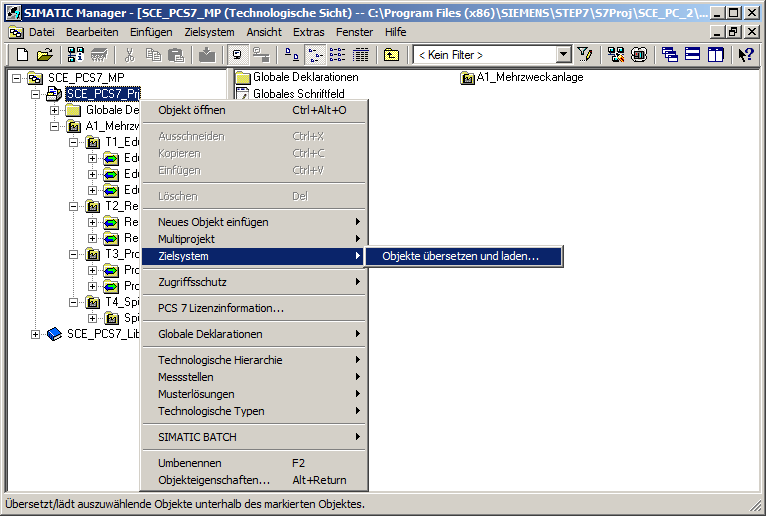 SIMATIC Manager - [SCE_PCS7_MP (Technologische Sicht) -- C:\Program Files (x86)\SIEMENS\STEP7\S7Proj\SCE_PC_2\...
Datei Bearbeiten Einfügen Zielsystem Ansicht Extras Fenster Hilfe
< Kein Filter >
SCE_PCS7_MP
SCE_PCS7_Prj
Globale De
A1_Mehrzw
T1_Edu
Edu
Edu
Edu
T2_Re
Re
Re
T3_Pro
Pro
Pro
T4_Spi
Spi
SCE_PCS7_Lib
Globale Deklarationen
A1_Mehrzweckanlage
Globales Schriftfeld
Objekt öffnen Ctrl+Alt+O
Ausschneiden Ctrl+X
Kopieren Ctrl+C
Einfügen Ctrl+V
Löschen Del
Neues Objekt einfügen
Multiprojekt
Zielsystem
Objekte übersetzen und laden...
Zugriffsschutz
PCS 7 Lizenzinformation...
Globale Deklarationen
Technologische Hierarchie
Messstellen
Musterlösungen
Technologische Typen
SIMATIC BATCH
Umbenennen F2
Objekteigenschaften... Alt+Return
Übersetzt/lädt auszuwählende Objekte unterhalb des markierten Objektes.